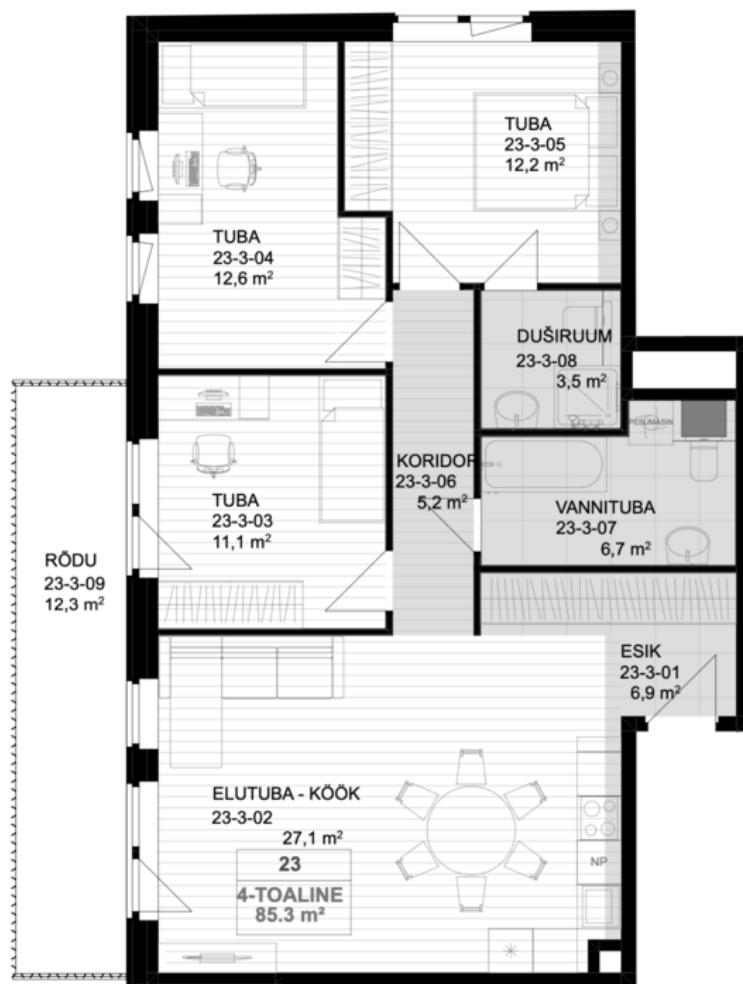 TUBA
23-3-05
12,2 m²
TUBA
23-3-04
12,6 m²
DUŠIRUUM
23-3-08
3,5 m²
PESUMASIN
KORIDOR
23-3-06
5,2 m²
TUBA
23-3-03
11,1 m²
VANNITUBA
23-3-07
6,7 m²
RÕDU
23-3-09
12,3 m²
ESIK
23-3-01
6,9 m²
ELUTUBA - KÖÖK
23-3-02
27,1 m²
NP
23
4-TOALINE
85.3 m²